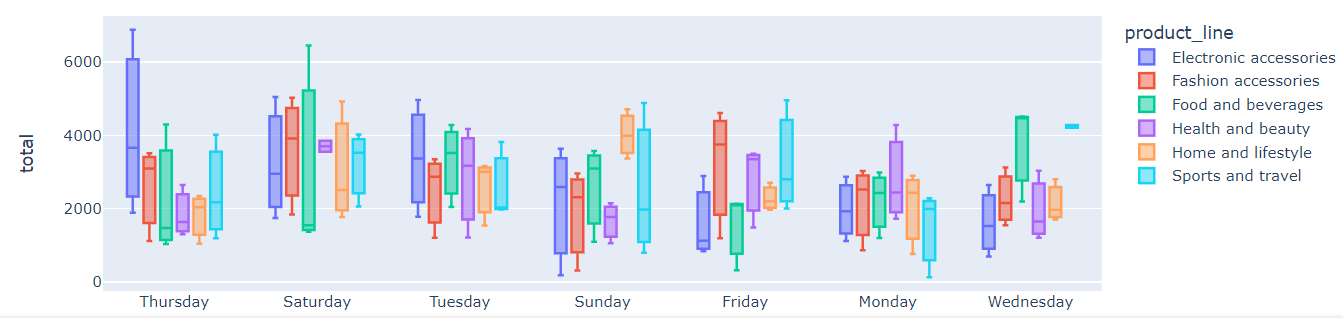 product_line
Electronic accessories
Fashion accessories
Food and beverages
Health and beauty
Home and lifestyle
Sports and travel
total
6000
4000
2000
0
Thursday Saturday Tuesday Sunday Friday Monday Wednesday